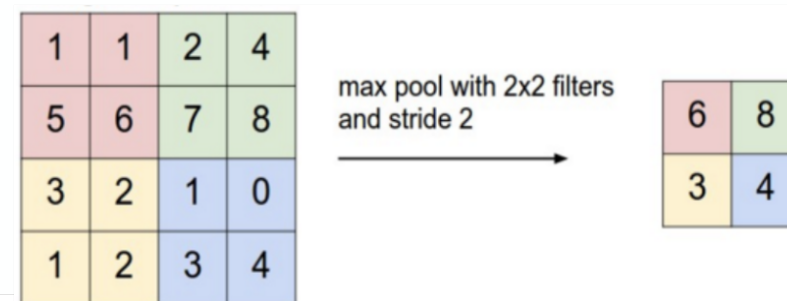 1 1 2 4
5 6 7 8
3 2 1 0
1 2 3 4
max pool with 2x2 filters
and stride 2
6 8
3 4